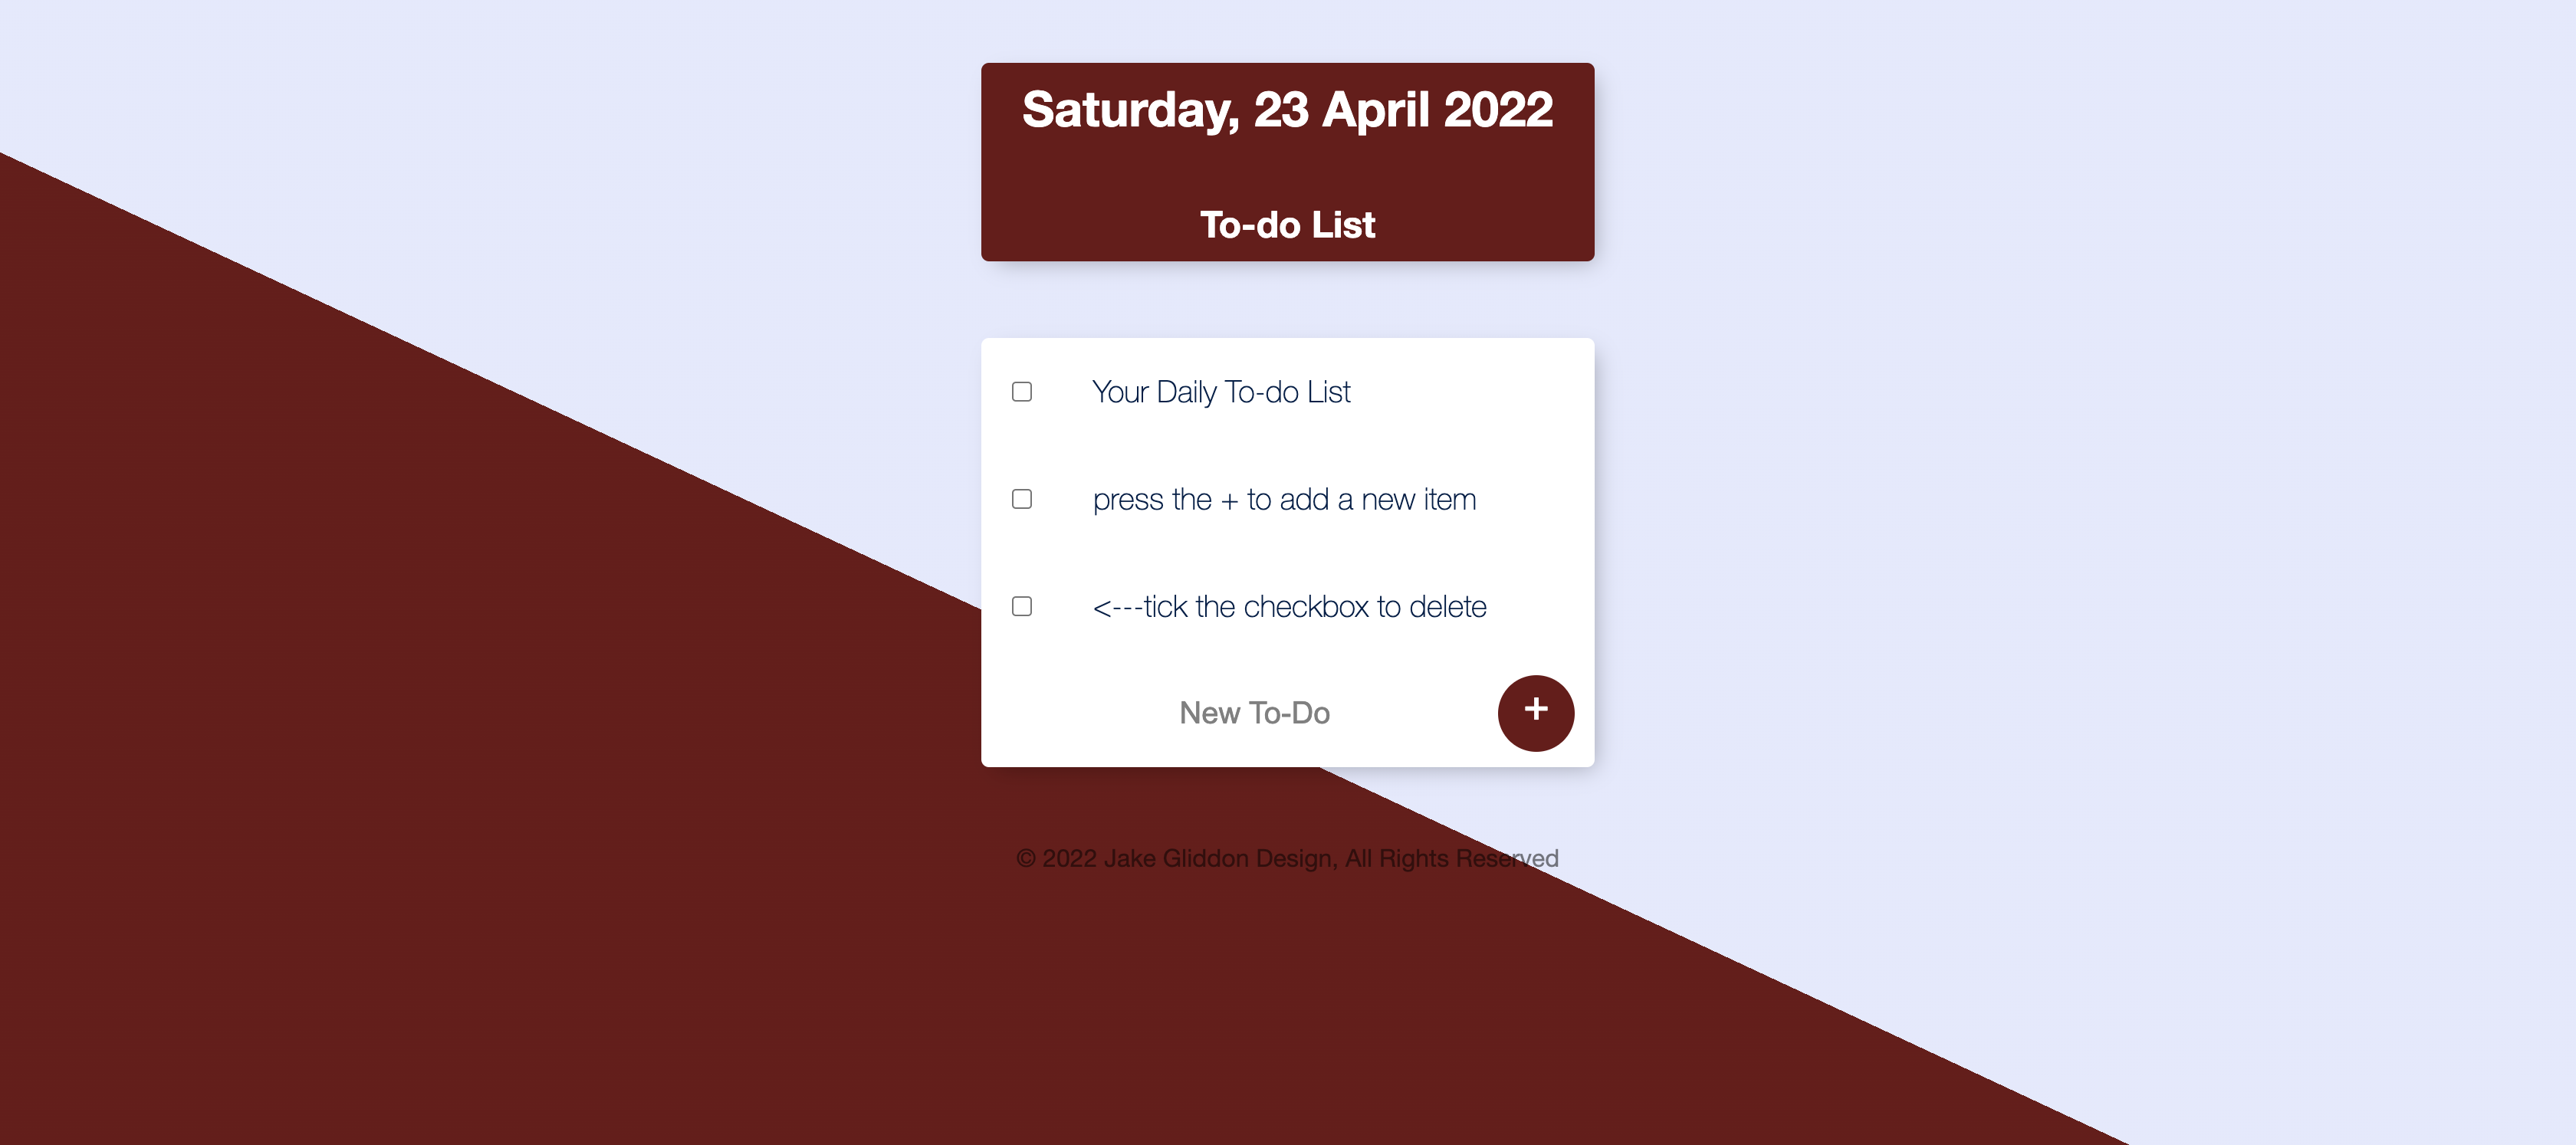 Saturday, 23 April 2022
To-do List
Your Daily To-do List
press the + to add a new item
<---tick the checkbox to delete
New To-Do
+
© 2022 Jake Gliddon Design, All Rights Reserved